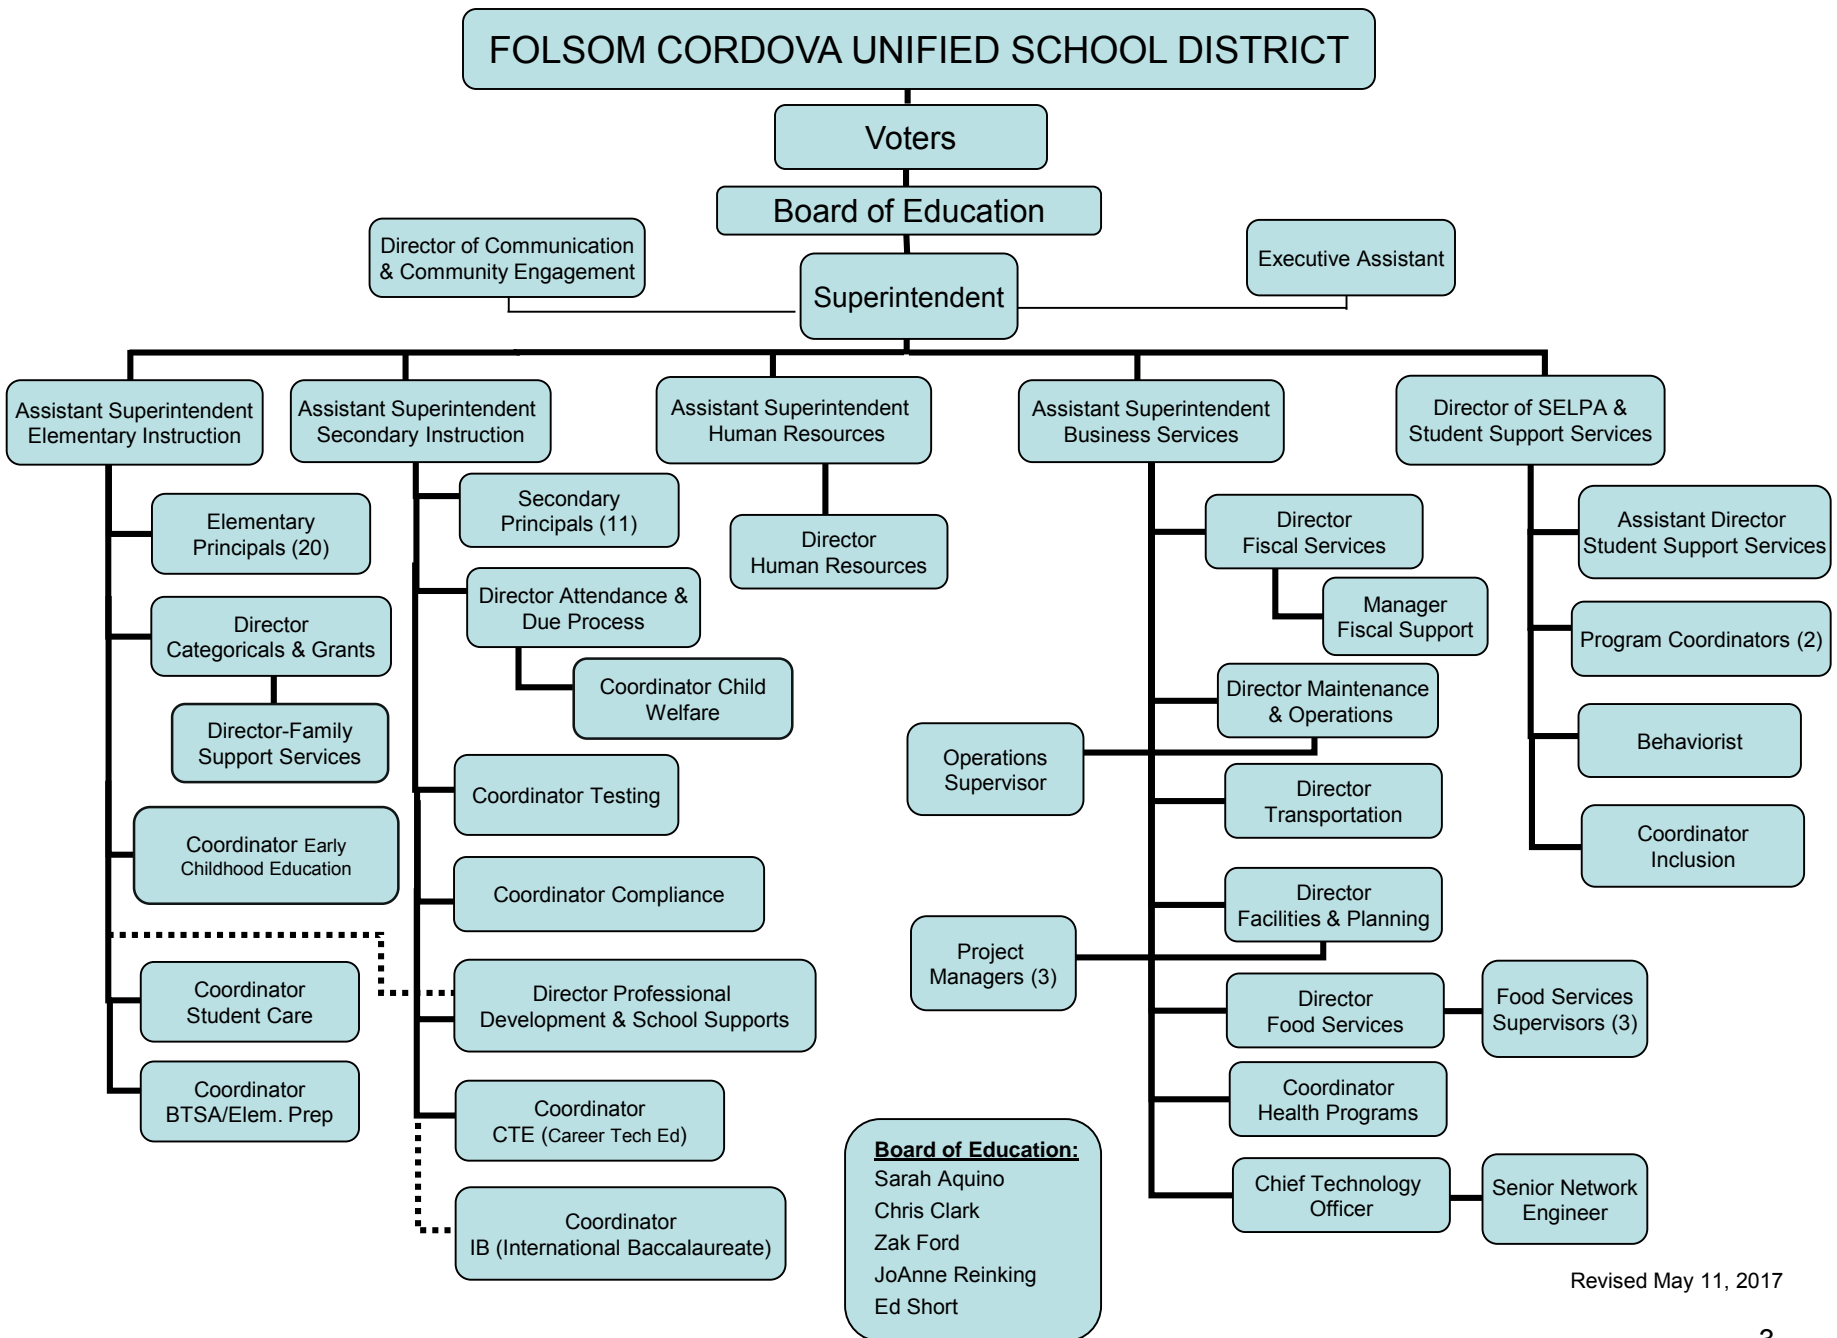 FOLSOM CORDOVA UNIFIED SCHOOL DISTRICT
Voters
Board of Education
Director of Communication
& Community Engagement
Executive Assistant
Superintendent
Assistant Superintendent
Elementary Instruction
Assistant Superintendent
Secondary Instruction
Assistant Superintendent
Human Resources
Assistant Superintendent
Business Services
Director of SELPA &
Student Support Services
Elementary
Principals (20)
Director
Categoricals & Grants
Director-Family
Support Services
Coordinator Early
Childhood Education
Coordinator
Student Care
Coordinator
BTSA/Elem. Prep
Secondary
Principals (11)
Director Attendance &
Due Process
Coordinator Child
Welfare
Coordinator Testing
Coordinator Compliance
Director Professional
Development & School Supports
Coordinator
CTE (Career Tech Ed)
Coordinator
IB (International Baccalaureate)
Director
Human Resources
Director
Fiscal Services
Manager
Fiscal Support
Director Maintenance
& Operations
Operations
Supervisor
Director
Transportation
Director
Facilities & Planning
Project
Managers (3)
Director
Food Services
Food Services
Supervisors (3)
Coordinator
Health Programs
Chief Technology
Officer
Senior Network
Engineer
Assistant Director
Student Support Services
Program Coordinators (2)
Behaviorist
Coordinator
Inclusion
Board of Education:
Sarah Aquino
Chris Clark
Zak Ford
JoAnne Reinking
Ed Short
Revised May 11, 2017